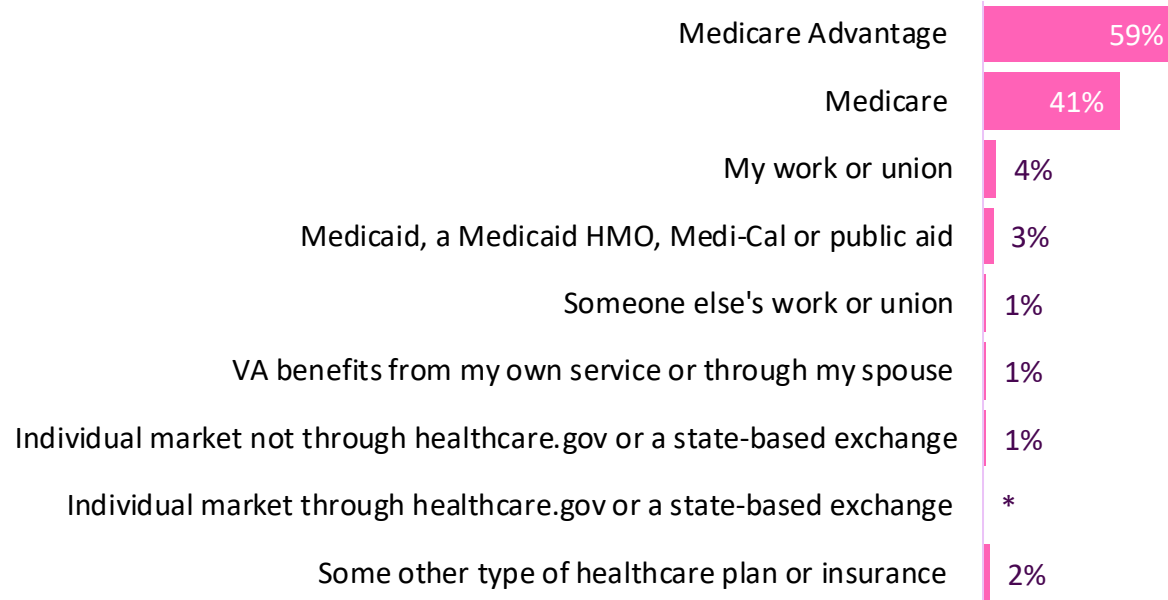 Medicare Advantage 59%
Medicare 41%
My work or union 4%
Medicaid, a Medicaid HMO, Medi-Cal or public aid 3%
Someone else's work or union 1%
VA benefits from my own service or through my spouse 1%
Individual market not through healthcare.gov or a state-based exchange 1%
Individual market through healthcare.gov or a state-based exchange *
Some other type of healthcare plan or insurance 2%